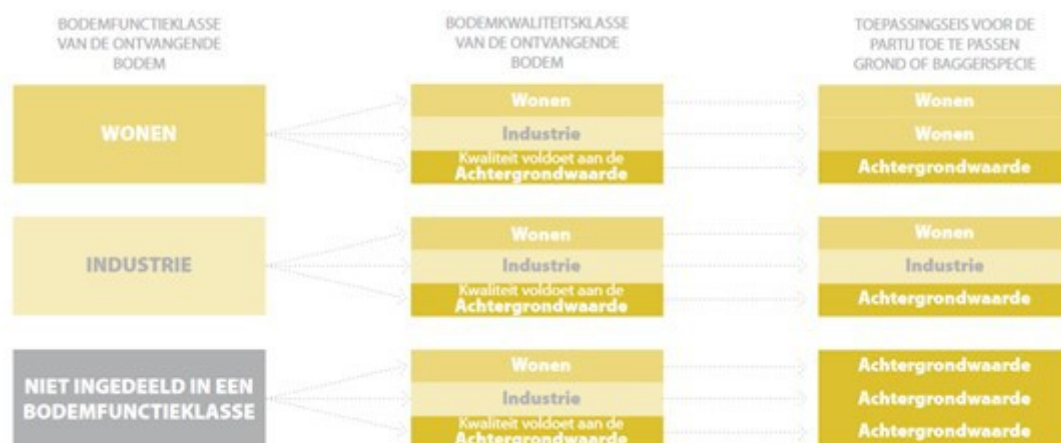 BODEMFUNCTIEKLASSE
VAN DE ONTVANGENDE
BODEM
BODEMKWALITEITSKLASSE
VAN DE ONTVANGENDE
BODEM
TOEPASSINGSEIS VOOR DE
PARTIJ TOE TE PASSEN
GROND OF BAGGERSPECIE
WONEN
Wonen
Industrie
Kwaliteit voldoet aan de
Achtergrondwaarde
Wonen
Wonen
Achtergrondwaarde
INDUSTRIE
Wonen
Industrie
Kwaliteit voldoet aan de
Achtergrondwaarde
Wonen
Industrie
Achtergrondwaarde
NIET INGEDEELD IN EEN
BODEMFUNCTIEKLASSE
Wonen
Industrie
Kwaliteit voldoet aan de
Achtergrondwaarde
Achtergrondwaarde
Achtergrondwaarde
Achtergrondwaarde